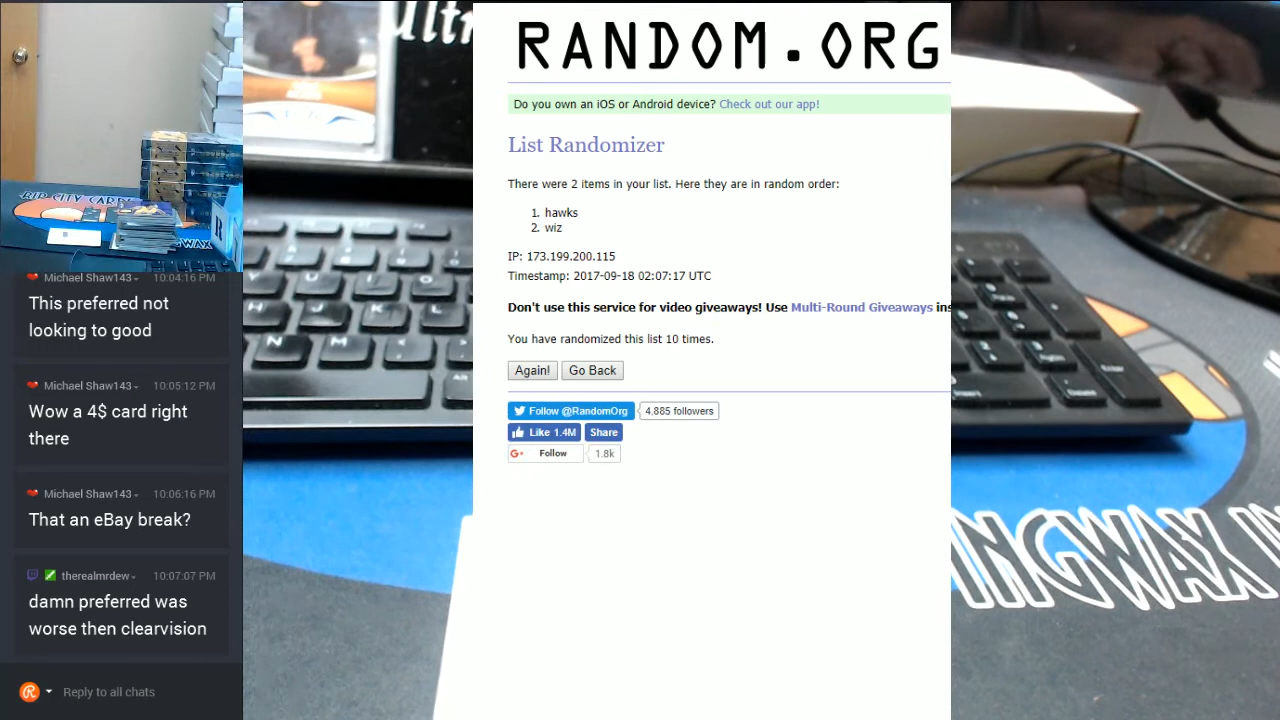 RIP CITY CARDS
Michael Shaw143 10:04:16 PM
This preferred not
looking to good
Michael Shaw143 10:05:12 PM
Wow a 4$ card right
there
Michael Shaw143 10:06:16 PM
That an eBay break?
therealmrdew 10:07:07 PM
damn preferred was
worse then clearvision
Reply to all chats
RANDOM.ORG
Do you own an iOS or Android device? Check out our app!
List Randomizer
There were 2 items in your list. Here they are in random order:
1. hawks
2. wiz
IP: 173.199.200.115
Timestamp: 2017-09-18 02:07:17 UTC
Don't use this service for video giveaways! Use Multi-Round Giveaways ins
You have randomized this list 10 times.
Again! Go Back
Follow @RandomOrg 4,885 followers
Like 1.4M Share
G+ Follow 1.8k
INGWAX